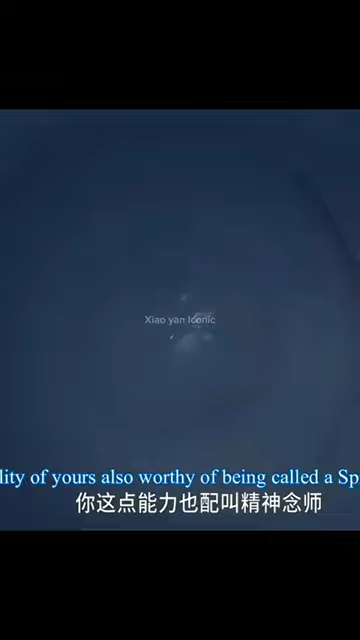 Xiao yan Iconic
lity of yours also worthy of being called a Sp
你这点能力也配叫精神念师